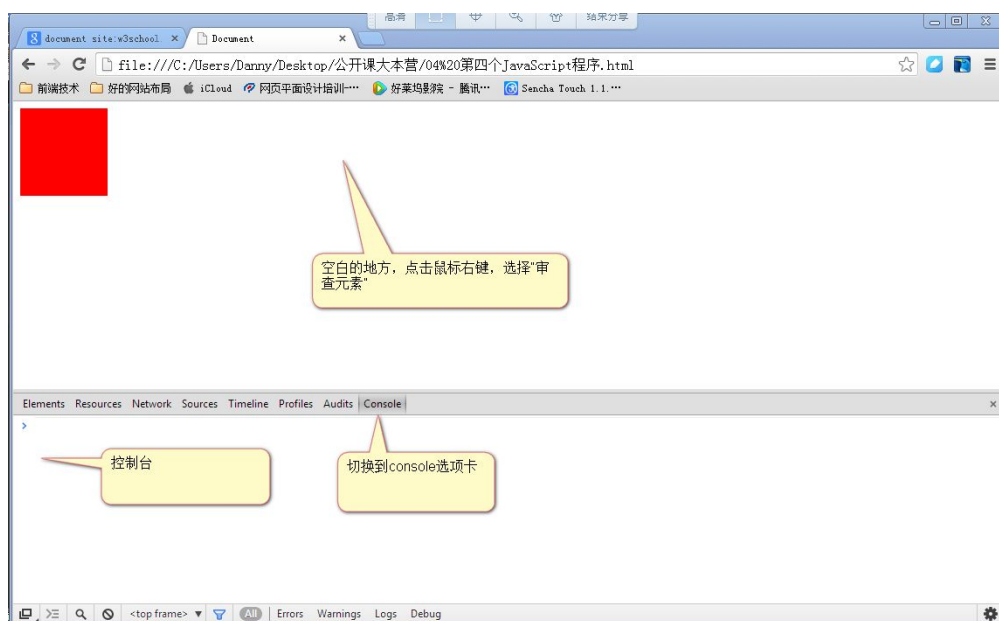 高清 结束分享
document site:w3school × Document ×
file:///C:/Users/Danny/Desktop/公开课大本营/04%20第四个JavaScript程序.html
前端技术 好的网站布局 iCloud 网页平面设计培训一… 好莱坞影院 - 腾讯… Sencha Touch 1.1.…
空白的地方，点击鼠标右键，选择"审
查元素"
Elements Resources Network Sources Timeline Profiles Audits Console ×
>
控制台
切换到console选项卡
<top frame> ▼ All Errors Warnings Logs Debug